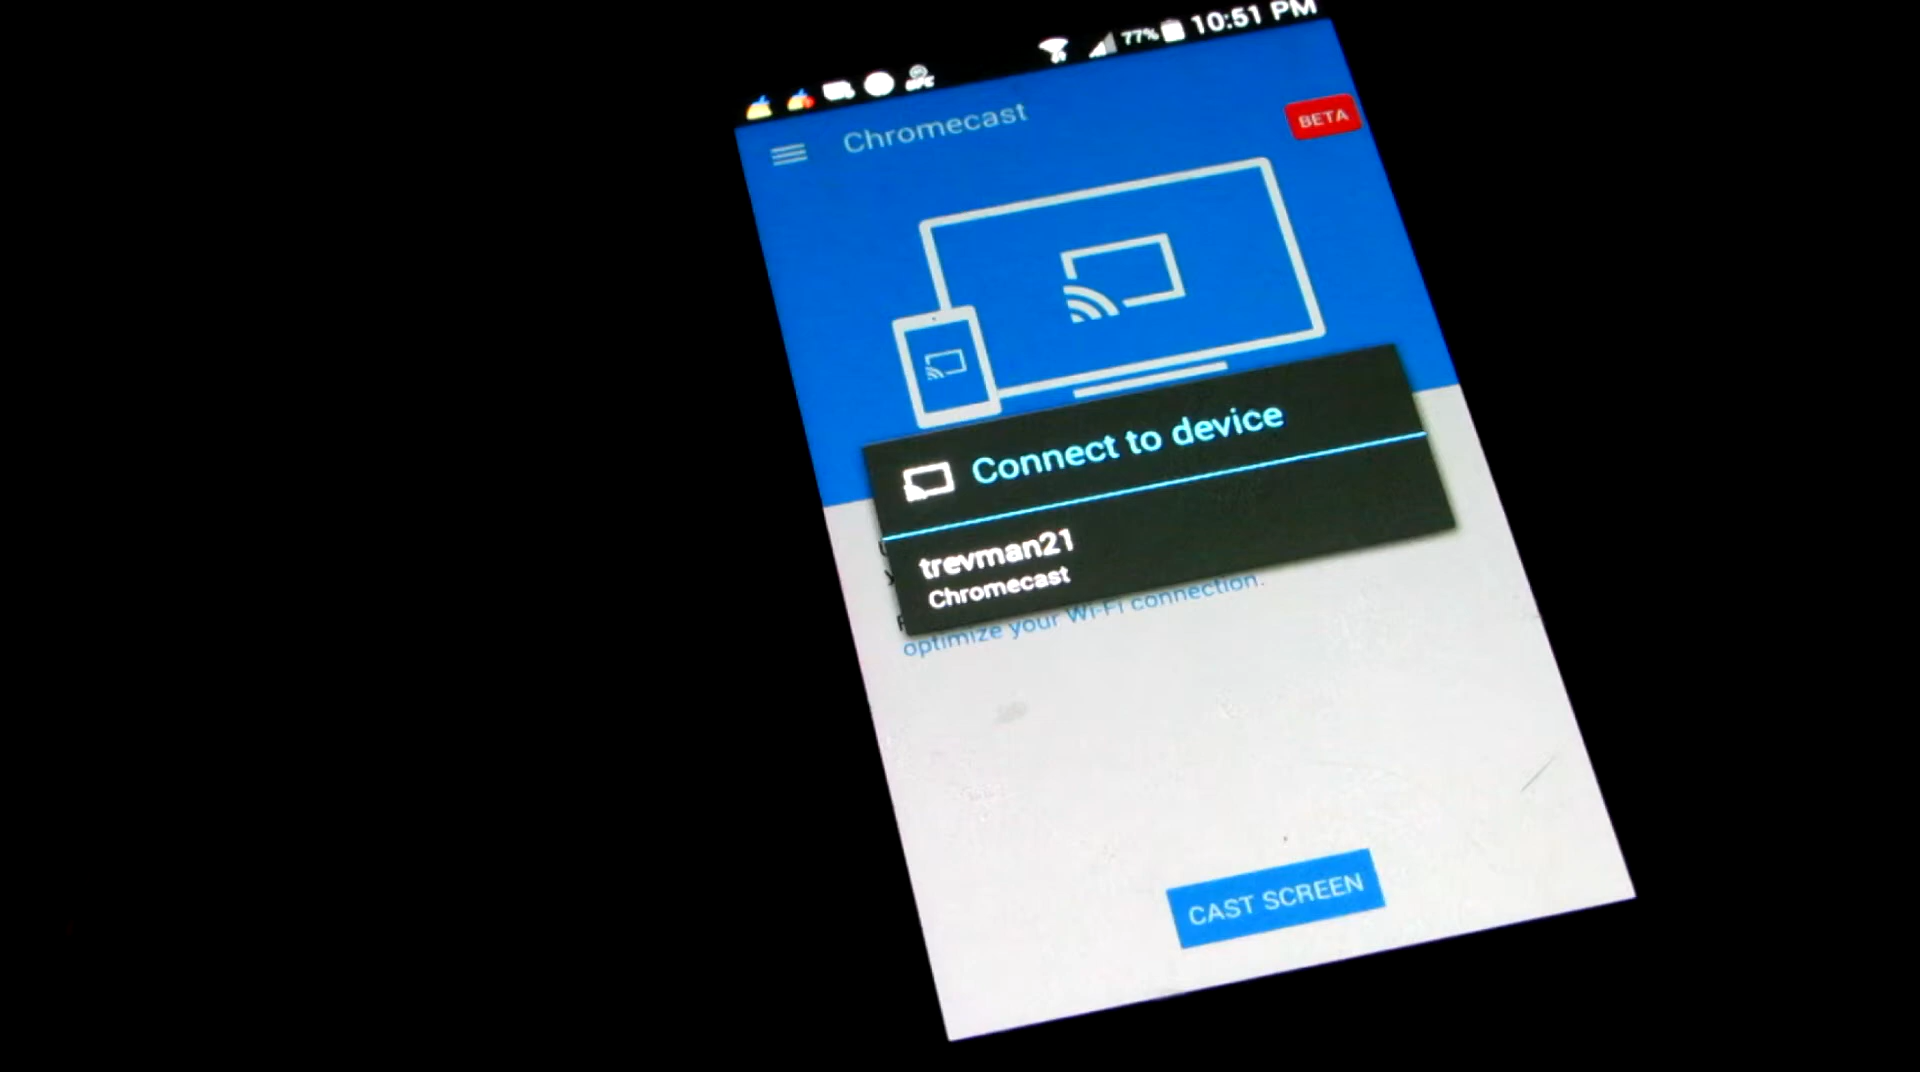 77% 10:51 PM
Chromecast
BETA
Connect to device
trevman21
Chromecast
optimize your Wi-Fi connection.
CAST SCREEN